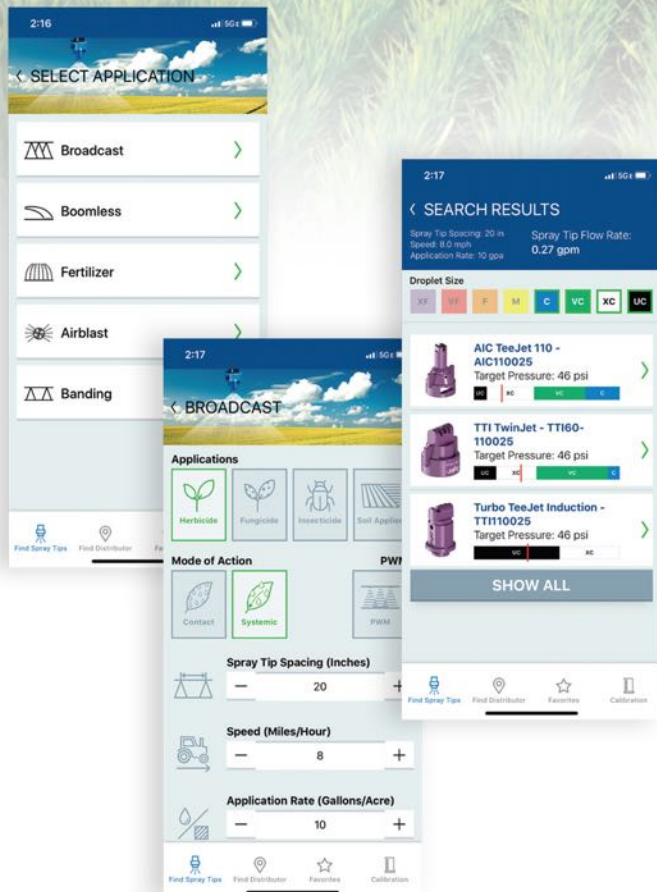 2:16
5G
SELECT APPLICATION
Broadcast
Boomless
Fertilizer
Airblast
Banding
Find Spray Tips
Find Distributor
2:17
5G
BROADCAST
Applications
Herbicide
Fungicide
Insecticide
Soil Applied
Mode of Action
PWM
Contact
Systemic
PWM
Spray Tip Spacing (Inches)
− 20 +
Speed (Miles/Hour)
− 8 +
Application Rate (Gallons/Acre)
− 10 +
Find Spray Tips
Find Distributor
Favorites
Calibration
2:17
5G
SEARCH RESULTS
Spray Tip Spacing: 20 in
Speed: 8.0 mph
Application Rate: 10 gpa
Spray Tip Flow Rate:
0.27 gpm
Droplet Size
XF VF F M C VC XC UC
AIC TeeJet 110 -
AIC110025
Target Pressure: 46 psi
UC XC VC C
TTI TwinJet - TTI60-
110025
Target Pressure: 46 psi
UC XC VC C
Turbo TeeJet Induction -
TTI110025
Target Pressure: 46 psi
UC XC
SHOW ALL
Find Spray Tips
Find Distributor
Favorites
Calibration